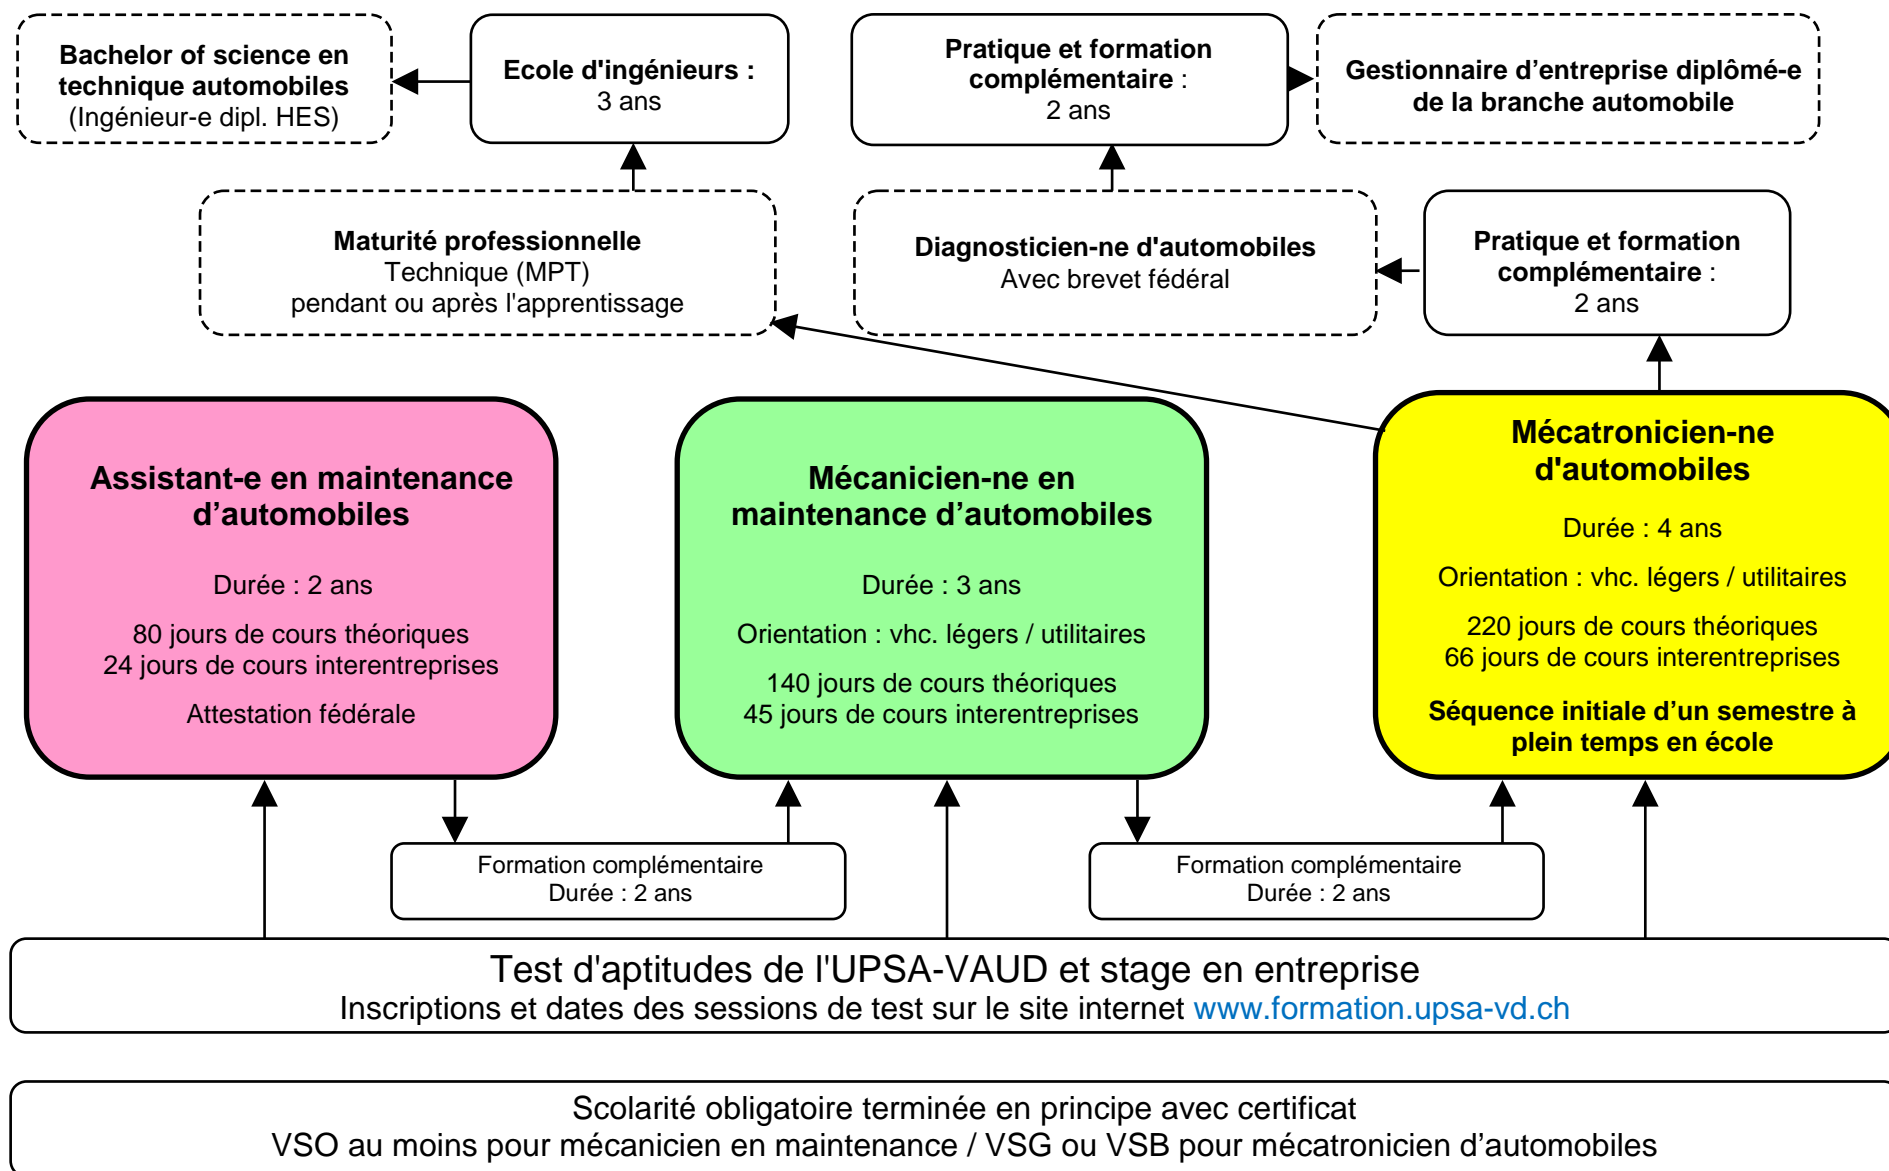 Bachelor of science en
technique automobiles
(Ingénieur-e dipl. HES)
Ecole d'ingénieurs :
3 ans
Pratique et formation
complémentaire :
2 ans
Gestionnaire d’entreprise diplômé-e
de la branche automobile
Maturité professionnelle
Technique (MPT)
pendant ou après l'apprentissage
Diagnosticien-ne d'automobiles
Avec brevet fédéral
Pratique et formation
complémentaire :
2 ans
Assistant-e en maintenance
d’automobiles
Durée : 2 ans
80 jours de cours théoriques
24 jours de cours interentreprises
Attestation fédérale
Mécanicien-ne en
maintenance d’automobiles
Durée : 3 ans
Orientation : vhc. légers / utilitaires
140 jours de cours théoriques
45 jours de cours interentreprises
Mécatronicien-ne
d'automobiles
Durée : 4 ans
Orientation : vhc. légers / utilitaires
220 jours de cours théoriques
66 jours de cours interentreprises
Séquence initiale d’un semestre à
plein temps en école
Formation complémentaire
Durée : 2 ans
Formation complémentaire
Durée : 2 ans
Test d'aptitudes de l'UPSA-VAUD et stage en entreprise
Inscriptions et dates des sessions de test sur le site internet www.formation.upsa-vd.ch
Scolarité obligatoire terminée en principe avec certificat
VSO au moins pour mécanicien en maintenance / VSG ou VSB pour mécatronicien d’automobiles